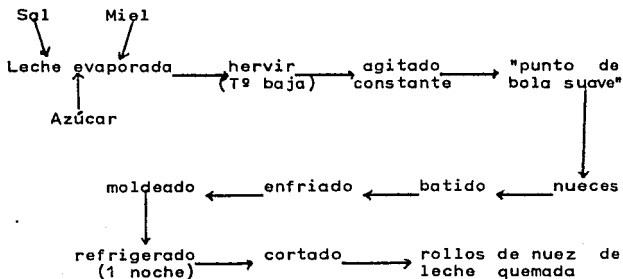 Sal Miel
Leche evaporada hervir agitado "punto de
(Tº baja) constante bola suave"
Azúcar
moldeado enfriado batido nueces
refrigerado cortado rollos de nuez de
(1 noche) leche quemada